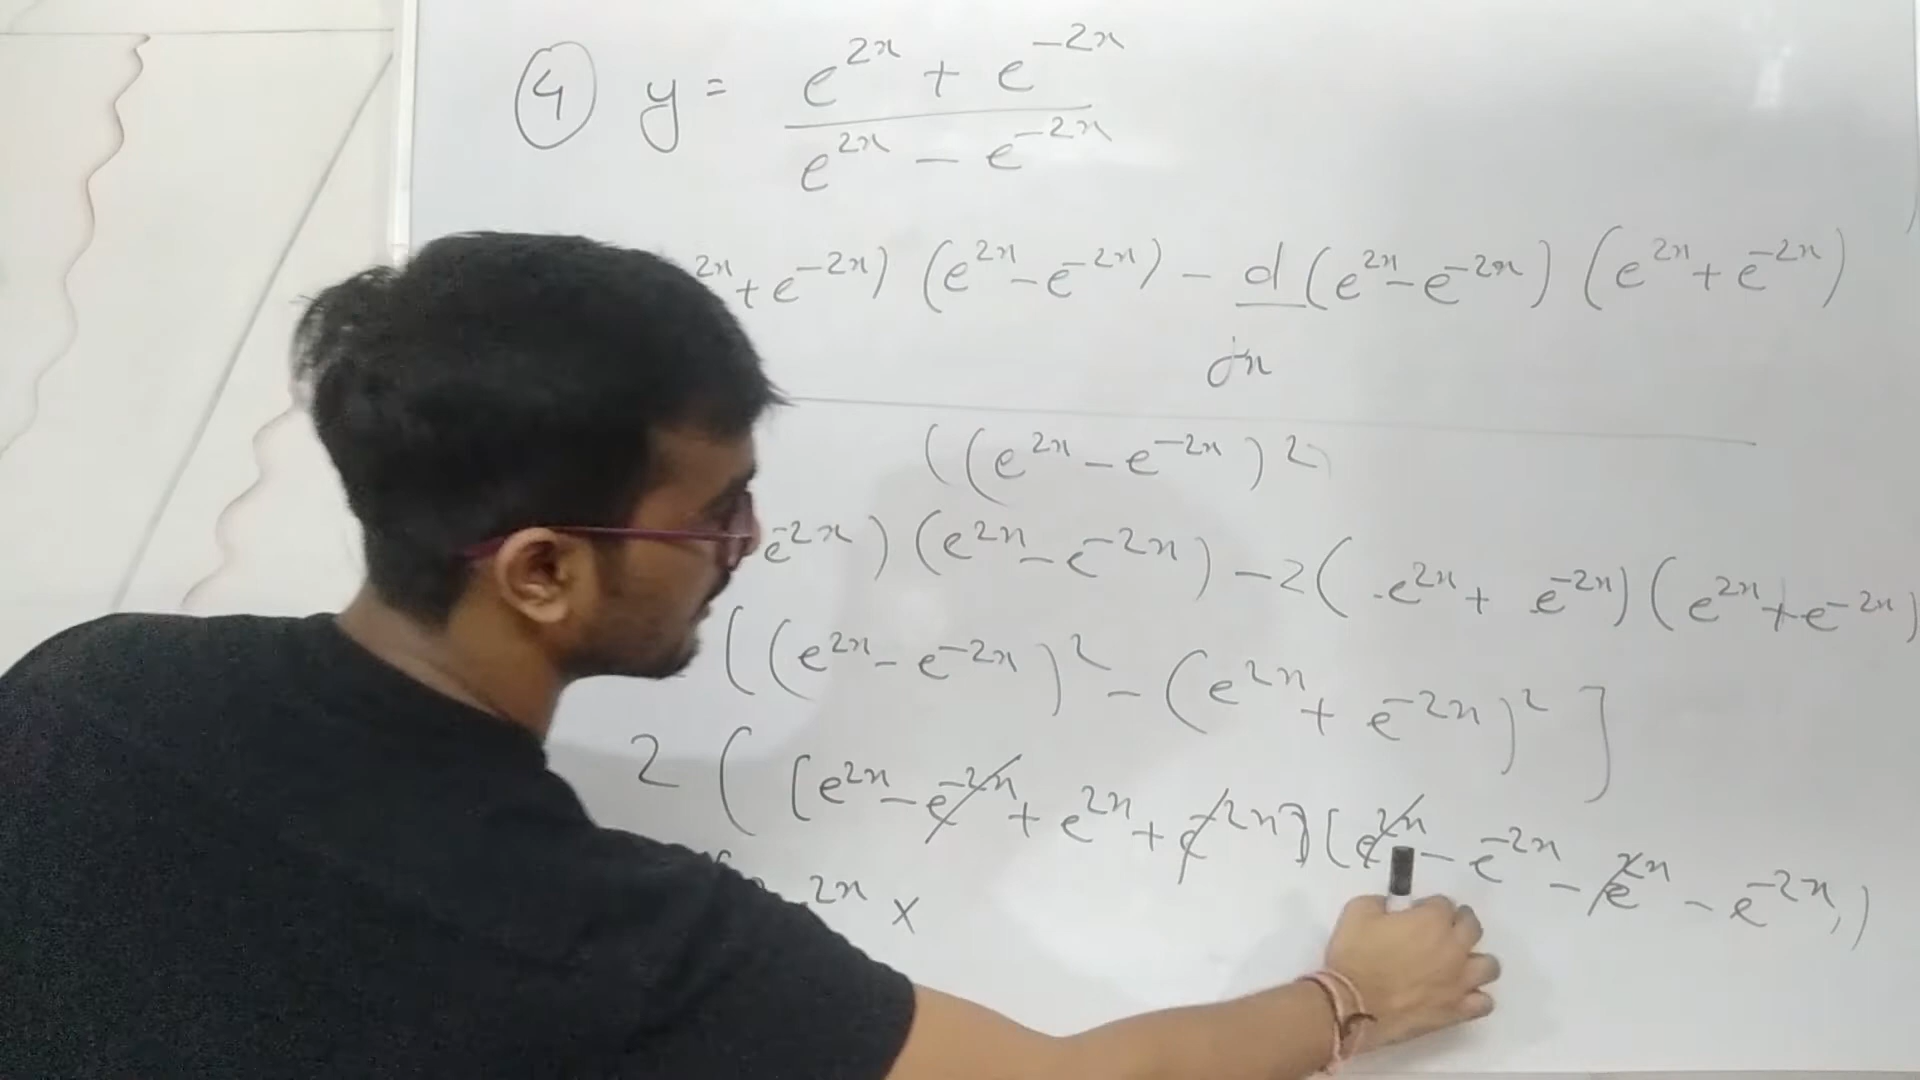 ④ y = e^{2x} + e^{-2x}
e^{2x} - e^{-2x}
^{2x} + e^{-2x}) (e^{2x} - e^{-2x}) - d (e^{2x} - e^{-2x}) (e^{2x} + e^{-2x})
dx
((e^{2x} - e^{-2x})^2
e^{-2x}) (e^{2x} - e^{-2x}) - 2( e^{2x} + e^{-2x}) (e^{2x} + e^{-2x})
((e^{2x} - e^{-2x})^2 - (e^{2x} + e^{-2x})^2]
2 ( [e^{2x} - e^{-2x} + e^{2x} + e^{-2x}] [e^{2x} - e^{-2x} - e^{2x} - e^{-2x}, )
^{2x} x